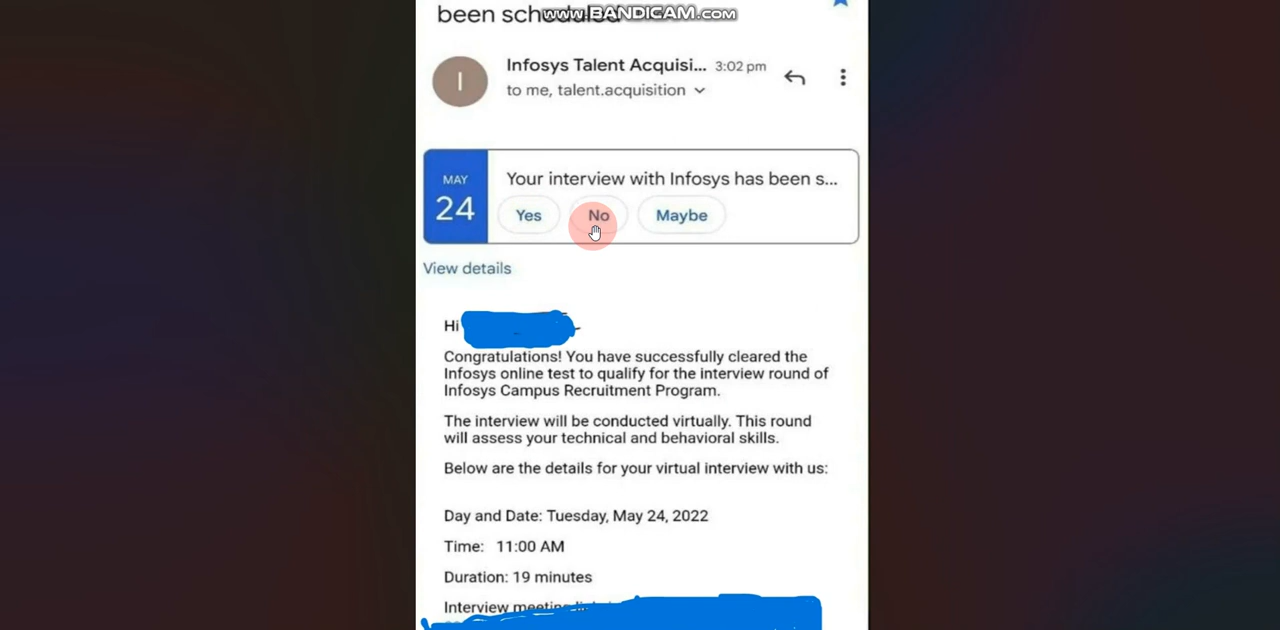 been scheduled
www.BANDICAM.com
Infosys Talent Acquisi... 3:02 pm
I
to me, talent.acquisition
MAY
24
Your interview with Infosys has been s...
Yes No Maybe
View details
Hi
Congratulations! You have successfully cleared the
Infosys online test to qualify for the interview round of
Infosys Campus Recruitment Program.
The interview will be conducted virtually. This round
will assess your technical and behavioral skills.
Below are the details for your virtual interview with us:
Day and Date: Tuesday, May 24, 2022
Time: 11:00 AM
Duration: 19 minutes
Interview meeting